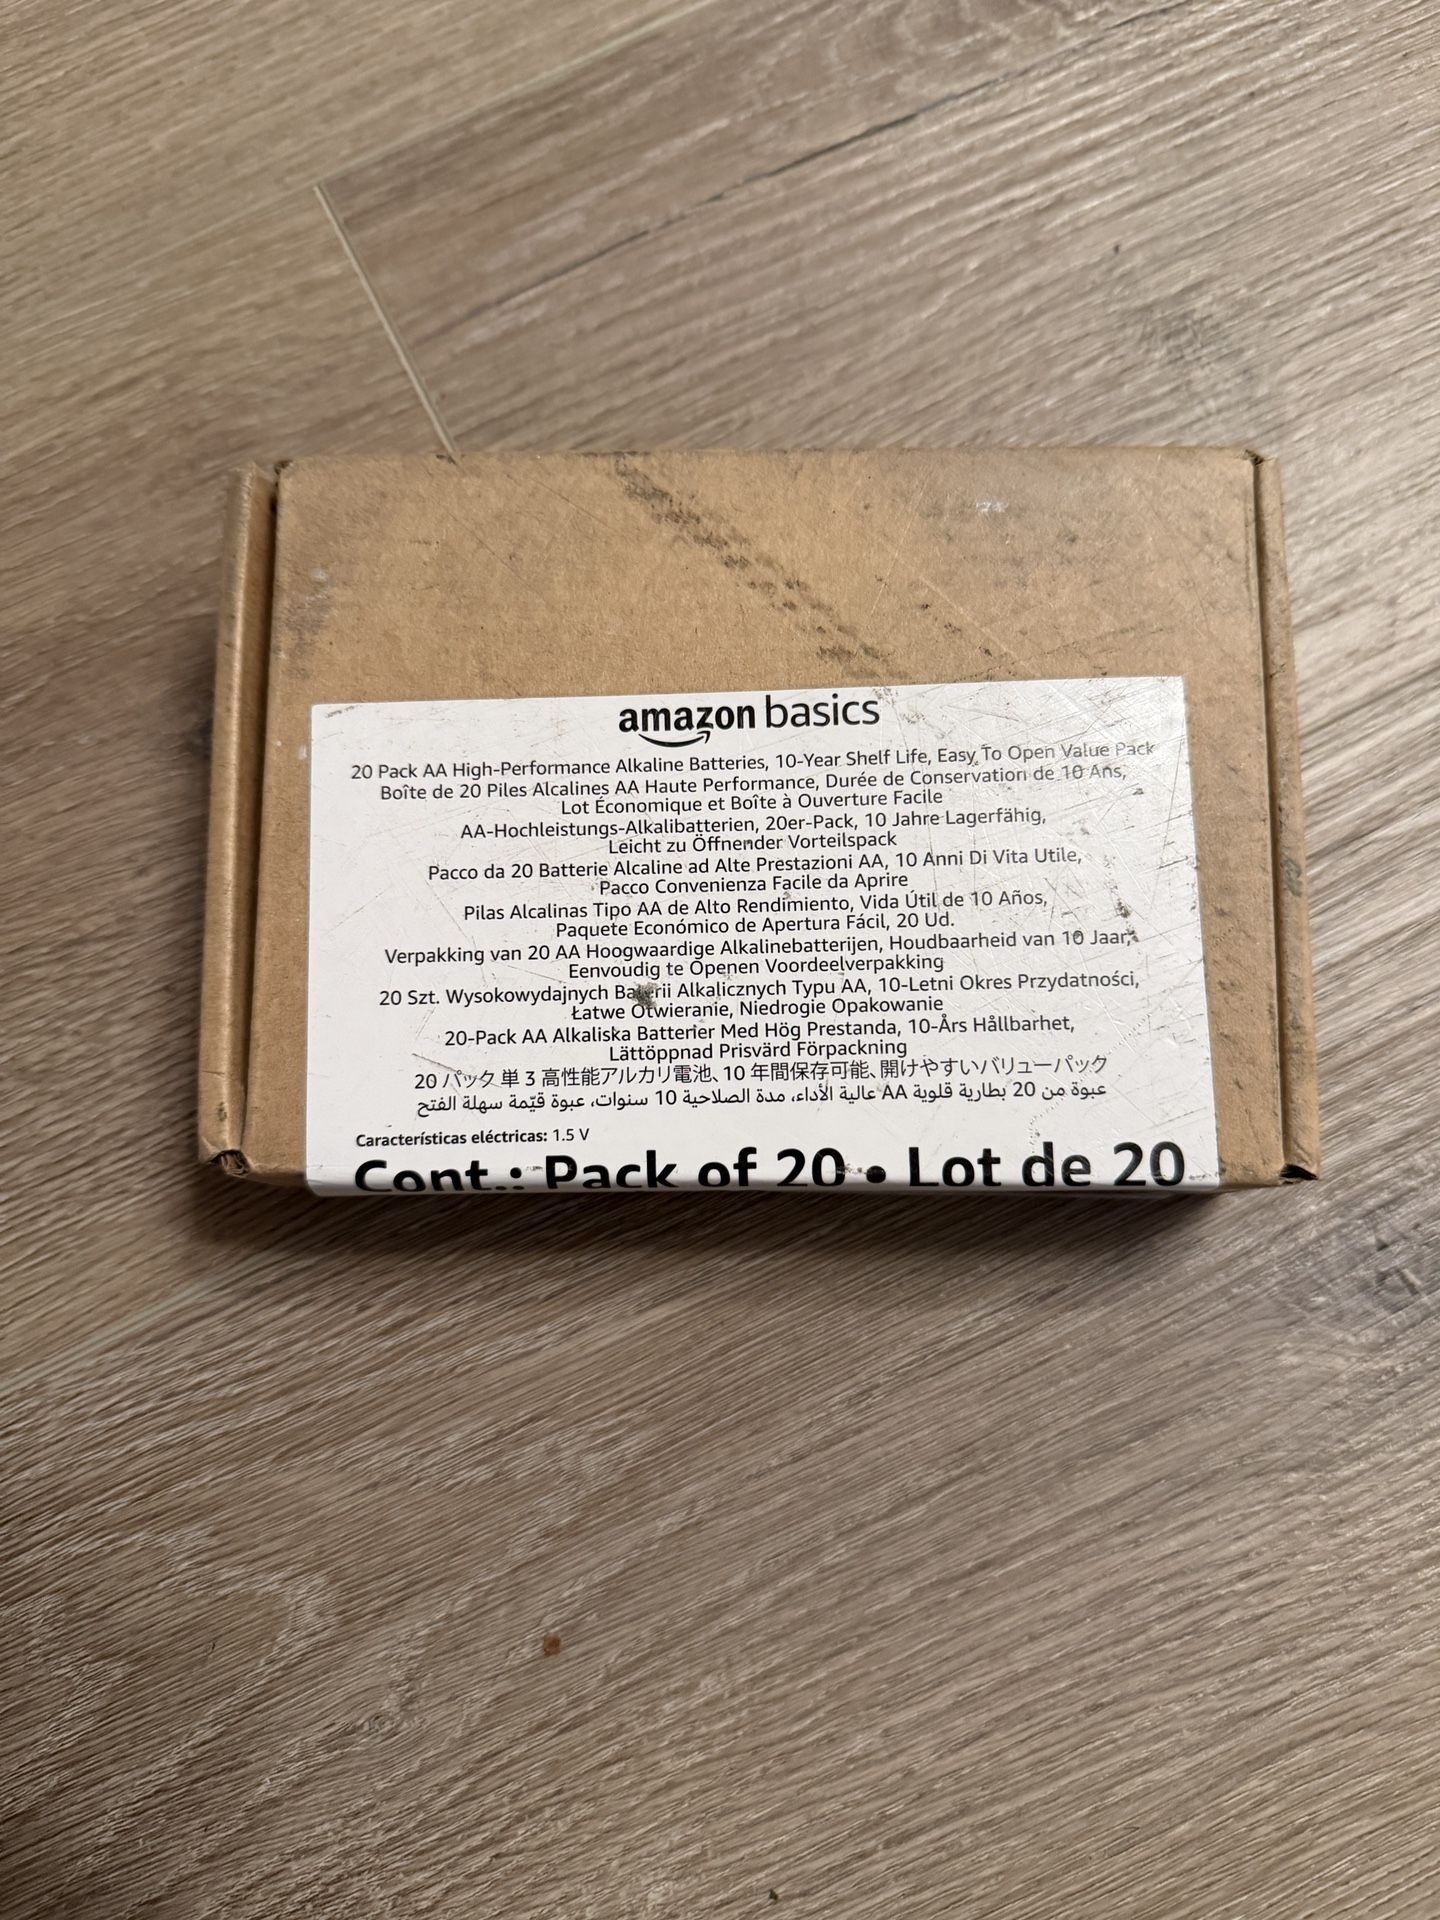 amazon basics
20 Pack AA High-Performance Alkaline Batteries, 10-Year Shelf Life, Easy To Open Value Pack
Boîte de 20 Piles Alcalines AA Haute Performance, Durée de Conservation de 10 Ans,
Lot Économique et Boîte à Ouverture Facile
AA-Hochleistungs-Alkalibatterien, 20er-Pack, 10 Jahre Lagerfähig,
Leicht zu Öffnender Vorteilspack
Pacco da 20 Batterie Alcaline ad Alte Prestazioni AA, 10 Anni Di Vita Utile,
Pacco Convenienza Facile da Aprire
Pilas Alcalinas Tipo AA de Alto Rendimiento, Vida Útil de 10 Años,
Paquete Económico de Apertura Fácil, 20 Ud.
Verpakking van 20 AA Hoogwaardige Alkalinebatterijen, Houdbaarheid van 10 Jaar,
Eenvoudig te Openen Voordeelverpakking
20 Szt. Wysokowydajnych Baterii Alkalicznych Typu AA, 10-Letni Okres Przydatności,
Łatwe Otwieranie, Niedrogie Opakowanie
20-Pack AA Alkaliska Batterier Med Hög Prestanda, 10-Års Hållbarhet,
Lättöppnad Prisvärd Förpackning
20 パック 単 3 高性能アルカリ電池、10 年間保存可能、開けやすいバリューパック
عبوة من 20 بطارية قلوية AA عالية الأداء، مدة الصلاحية 10 سنوات، عبوة قيّمة سهلة الفتح
Características eléctricas: 1.5 V
Cont.: Pack of 20 • Lot de 20